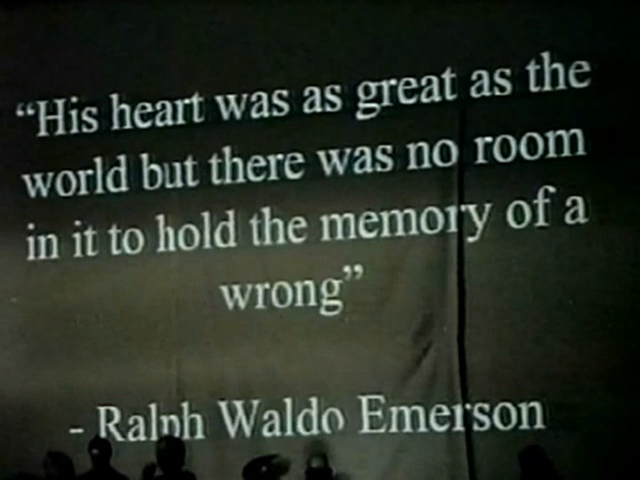 “His heart was as great as the
world but there was no room
in it to hold the memory of a
wrong”
- Ralph Waldo Emerson